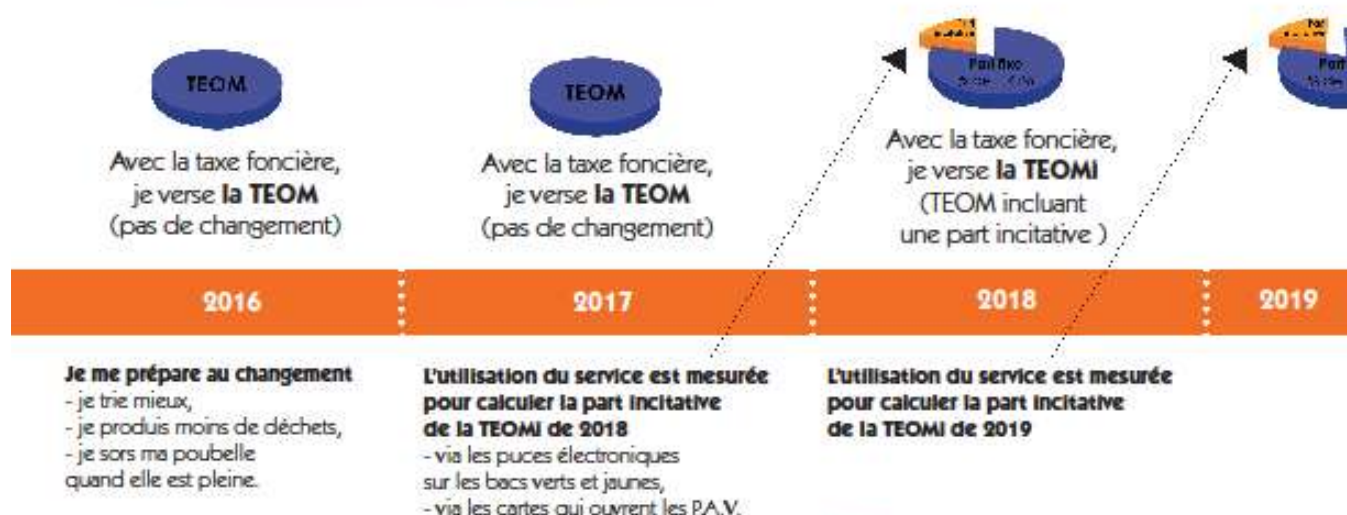 TEOM
Avec la taxe foncière,
je verse la TEOM
(pas de changement)
TEOM
Avec la taxe foncière,
je verse la TEOM
(pas de changement)
Part fixe
Avec la taxe foncière,
je verse la TEOMI
(TEOM incluant
une part incitative )
Part
2016
2017
2018
2019
Je me prépare au changement
- je trie mieux,
- je produis moins de déchets,
- je sors ma poubelle
quand elle est pleine.
L'utilisation du service est mesurée
pour calculer la part incitative
de la TEOMI de 2018
- via les puces électroniques
sur les bacs verts et jaunes,
- via les cartes qui ouvrent les P.A.V.
L'utilisation du service est mesurée
pour calculer la part incitative
de la TEOMI de 2019